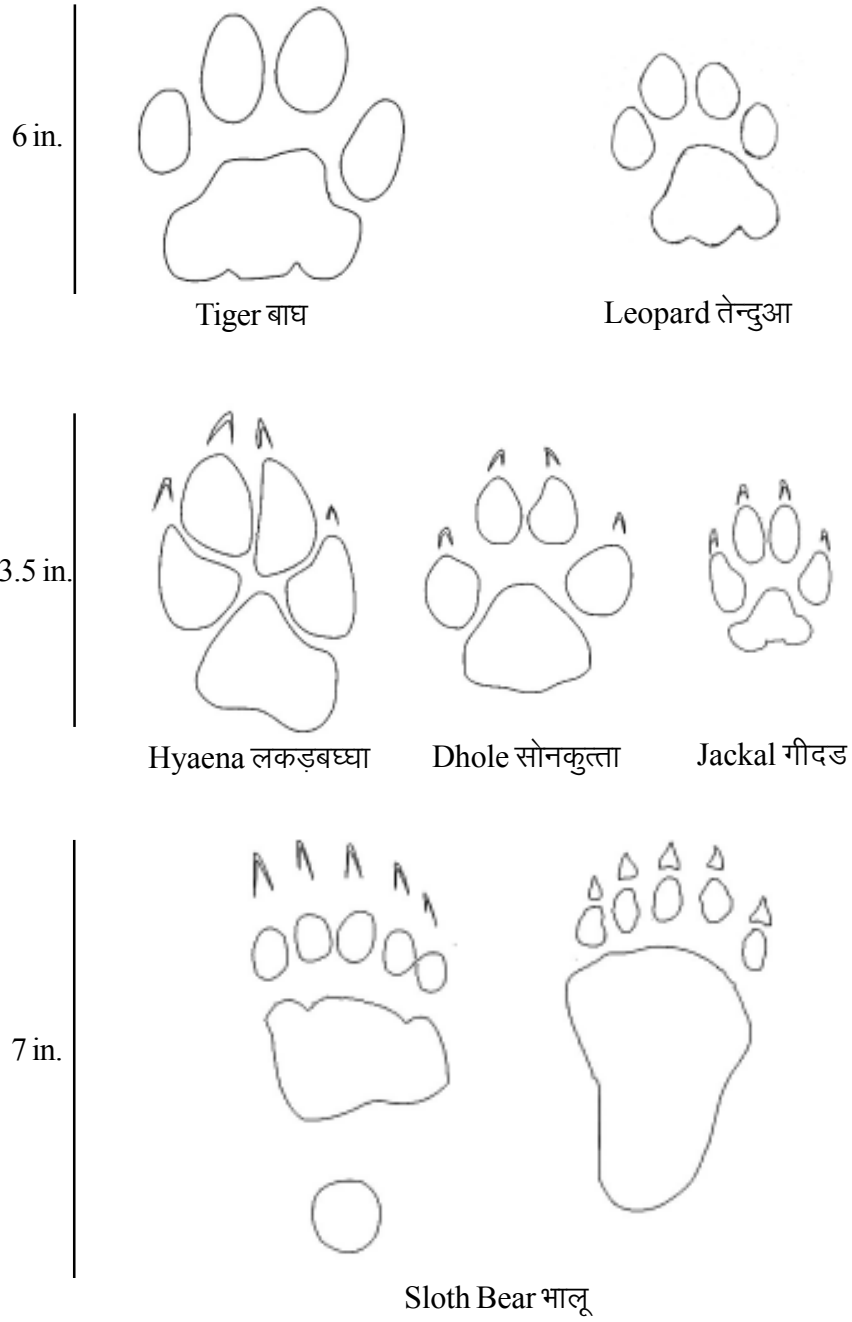 6 in.
Tiger बाघ
Leopard तेन्दुआ
3.5 in.
Hyaena लकड़बघ्घा
Dhole सोनकुत्ता
Jackal गीदड
7 in.
Sloth Bear भालू